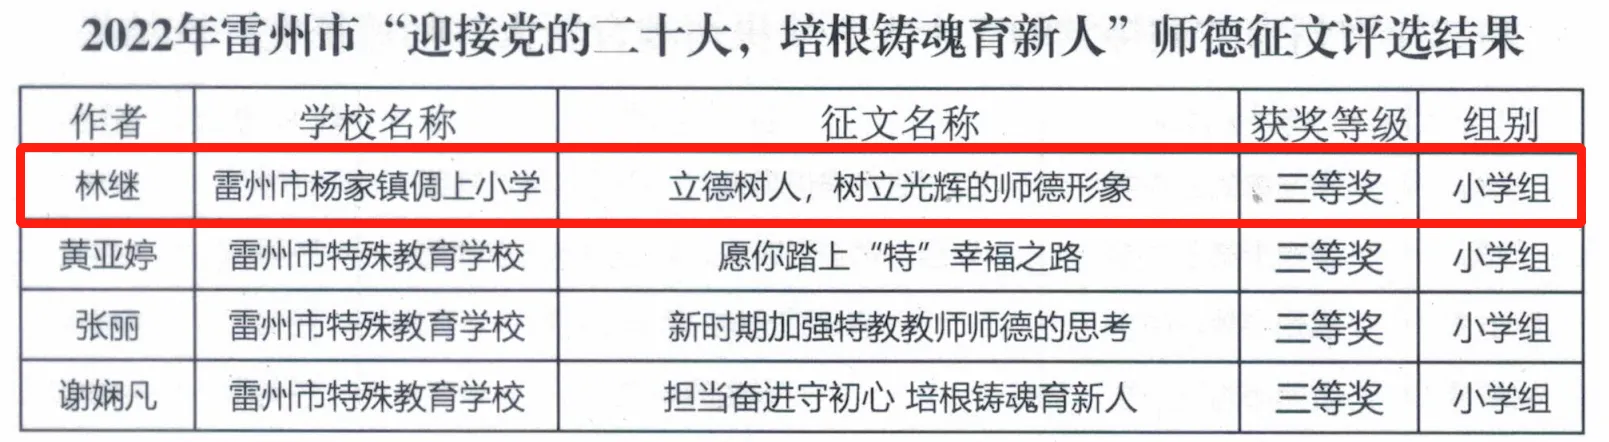 2022年雷州市“迎接党的二十大，培根铸魂育新人”师德征文评选结果
作者 学校名称 征文名称 获奖等级 组别
林继 雷州市杨家镇倜上小学 立德树人，树立光辉的师德形象 三等奖 小学组
黄亚婷 雷州市特殊教育学校 愿你踏上“特”幸福之路 三等奖 小学组
张丽 雷州市特殊教育学校 新时期加强特教教师师德的思考 三等奖 小学组
谢娴凡 雷州市特殊教育学校 担当奋进守初心 培根铸魂育新人 三等奖 小学组